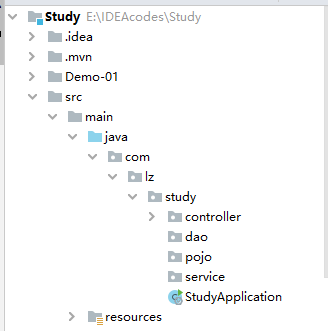 Study E:\IDEAcodes\Study
.idea
.mvn
Demo-01
src
main
java
com
lz
study
controller
dao
pojo
service
StudyApplication
resources